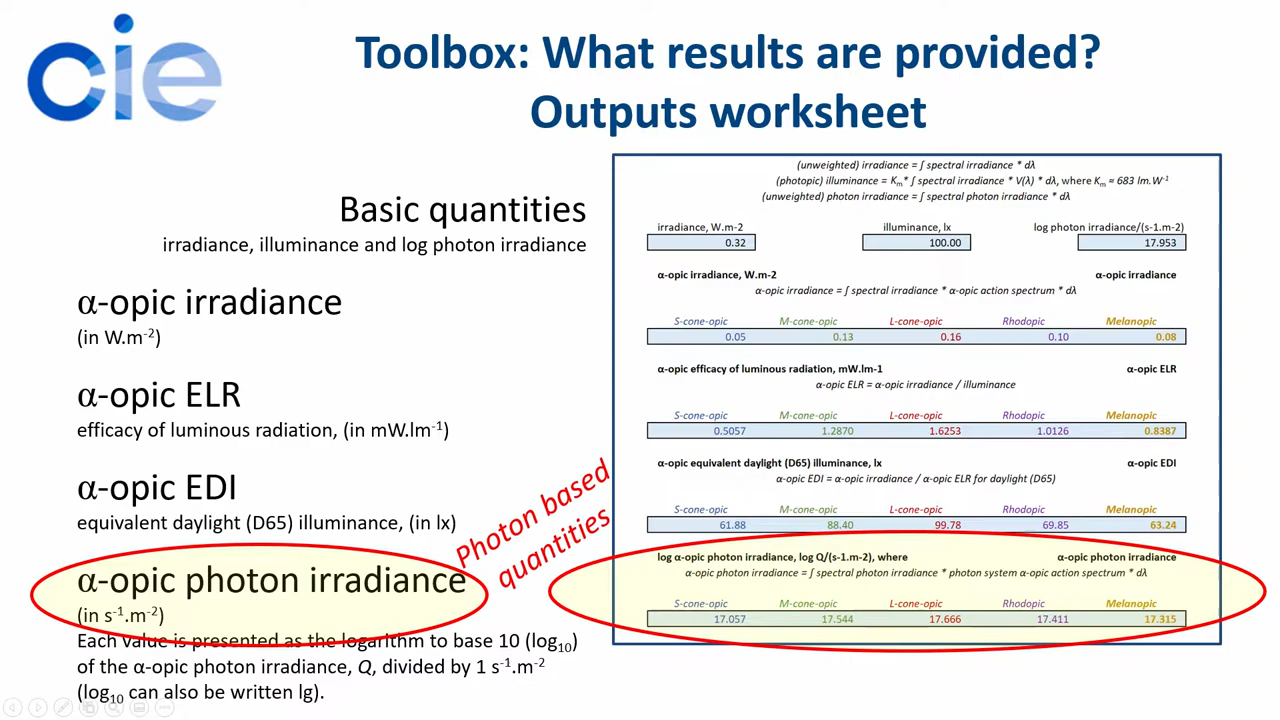 cie
Toolbox: What results are provided?
Outputs worksheet
Basic quantities
irradiance, illuminance and log photon irradiance
α-opic irradiance
(in W.m-2)
α-opic ELR
efficacy of luminous radiation, (in mW.lm-1)
α-opic EDI
equivalent daylight (D65) illuminance, (in lx)
α-opic photon irradiance
(in s-1.m-2)
Each value is presented as the logarithm to base 10 (log10)
of the α-opic photon irradiance, Q, divided by 1 s-1.m-2
(log10 can also be written lg).
Photon based
quantities
(unweighted) irradiance = ∫ spectral irradiance * dλ
(photopic) illuminance = Km* ∫ spectral irradiance * V(λ) * dλ, where Km ≈ 683 lm.W-1
(unweighted) photon irradiance = ∫ spectral photon irradiance * dλ
irradiance, W.m-2 illuminance, lx log photon irradiance/(s-1.m-2)
0.32 100.00 17.953
α-opic irradiance, W.m-2 α-opic irradiance
α-opic irradiance = ∫ spectral irradiance * α-opic action spectrum * dλ
S-cone-opic M-cone-opic L-cone-opic Rhodopic Melanopic
0.05 0.13 0.16 0.10 0.08
α-opic efficacy of luminous radiation, mW.lm-1 α-opic ELR
α-opic ELR = α-opic irradiance / illuminance
S-cone-opic M-cone-opic L-cone-opic Rhodopic Melanopic
0.5057 1.2870 1.6253 1.0126 0.8387
α-opic equivalent daylight (D65) illuminance, lx α-opic EDI
α-opic EDI = α-opic irradiance / α-opic ELR for daylight (D65)
S-cone-opic M-cone-opic L-cone-opic Rhodopic Melanopic
61.88 88.40 99.78 69.85 63.24
log α-opic photon irradiance, log Q/(s-1.m-2), where α-opic photon irradiance
α-opic photon irradiance = ∫ spectral photon irradiance * photon system α-opic action spectrum * dλ
S-cone-opic M-cone-opic L-cone-opic Rhodopic Melanopic
17.057 17.544 17.666 17.411 17.315